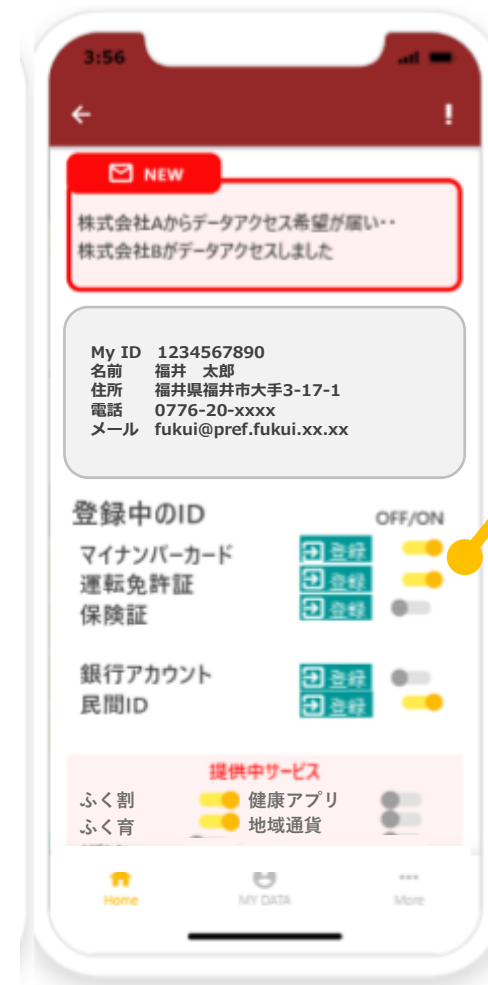 3:56
NEW
株式会社Aからデータアクセス希望が届い‥
株式会社Bがデータアクセスしました
My ID 1234567890
名前 福井 太郎
住所 福井県福井市大手3-17-1
電話 0776-20-xxxx
メール fukui@pref.fukui.xx.xx
登録中のID OFF/ON
マイナンバーカード 登録
運転免許証 登録
保険証 登録
銀行アカウント 登録
民間ID 登録
提供中サービス
ふく割 健康アプリ
ふく育 地域通貨
Home MY DATA More